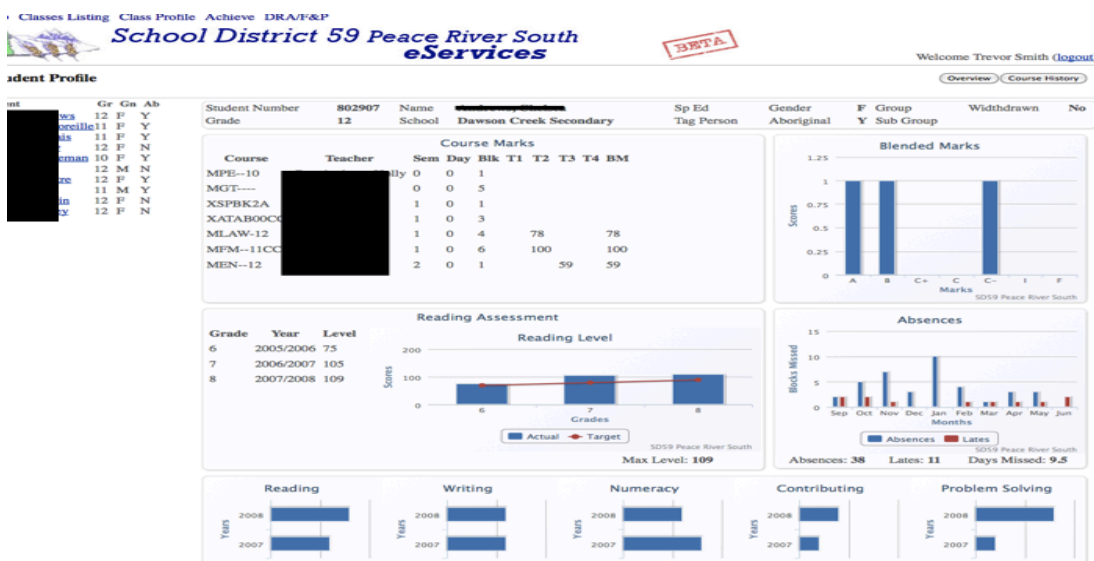 Classes Listing Class Profile Achieve DRA/F&P
School District 59 Peace River South
eServices
BETA
Welcome Trevor Smith (logout)
udent Profile
Overview Course History
ent Gr Gn Ab
ws 12 F Y
oreille 11 F Y
ais 11 F Y
12 F N
eman 10 F Y
12 M N
tre 12 F Y
11 M Y
in 12 F N
ey 12 F N
Student Number 802907 Name Sp Ed Gender F Group Widthdrawn No
Grade 12 School Dawson Creek Secondary Tag Person Aboriginal Y Sub Group
Course Marks
Course Teacher Sem Day Blk T1 T2 T3 T4 BM
MPE--10 lly 0 0 1
MGT---- 0 0 5
XSPBK2A 1 0 1
XATAB00CC 1 0 3
MLAW-12 1 0 4 78 78
MFM--11CC 1 0 6 100 100
MEN--12 2 0 1 59 59
Blended Marks
1.25
1
0.75
0.5
0.25
0
Scores
A B C+ C C- I F
Marks
SD59 Peace River South
Reading Assessment
Grade Year Level
6 2005/2006 75
7 2006/2007 105
8 2007/2008 109
Reading Level
200
100
0
Scores
6 7 8
Grades
Actual Target
SD59 Peace River South
Max Level: 109
Absences
15
10
5
0
Blocks Missed
Sep Oct Nov Dec Jan Feb Mar Apr May Jun
Months
Absences Lates
SD59 Peace River South
Absences: 38 Lates: 11 Days Missed: 9.5
Reading Writing Numeracy Contributing Problem Solving
2008 2008 2008 2008 2008
Years Years Years Years Years
2007 2007 2007 2007 2007